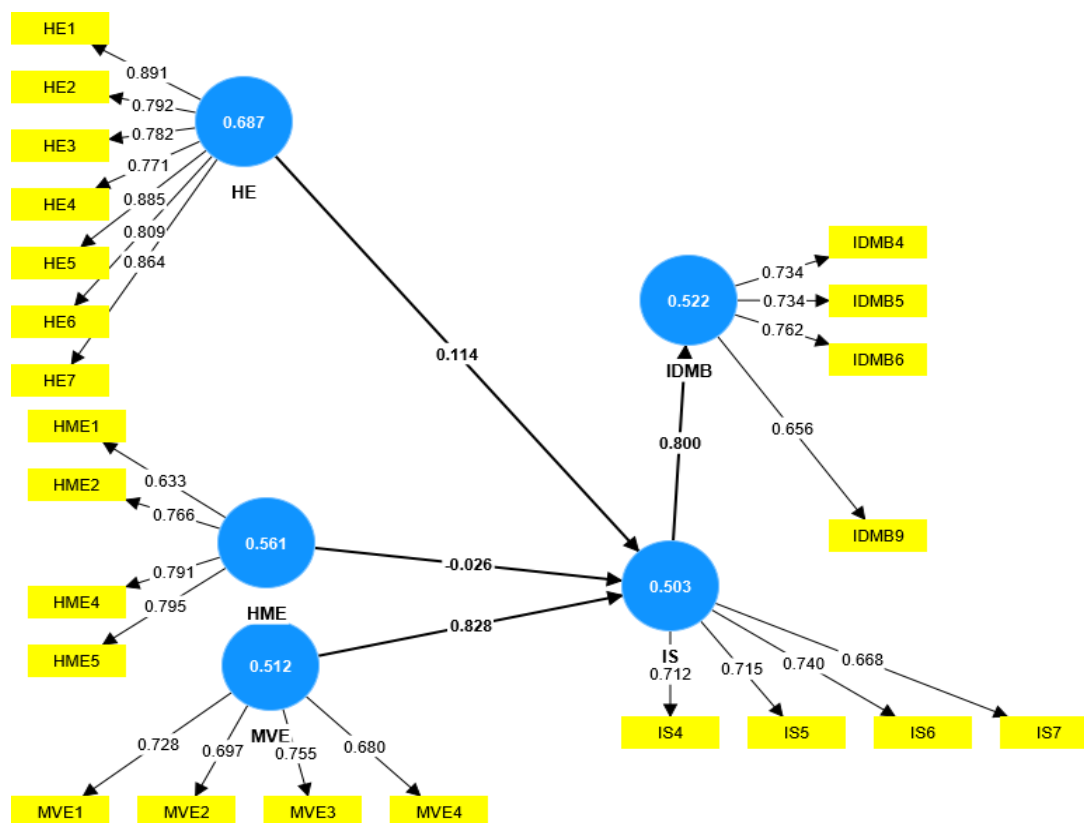 HE1
0.891
HE2
0.792
0.687
0.782
HE3
0.771
HE
HE4
0.885
0.809
IDMB4
HE5
0.864
0.734
0.522
0.734
IDMB5
HE6
0.762
0.114
IDMB
IDMB6
HE7
HME1
0.656
0.800
0.633
HME2
0.766
IDMB9
0.561
-0.026
0.791
0.503
HME4
0.795
HME
0.828
HME5
0.512
IS
0.712
0.715
0.740
0.668
MVE
0.728
0.697
0.755
0.680
IS4
IS5
IS6
IS7
MVE1
MVE2
MVE3
MVE4